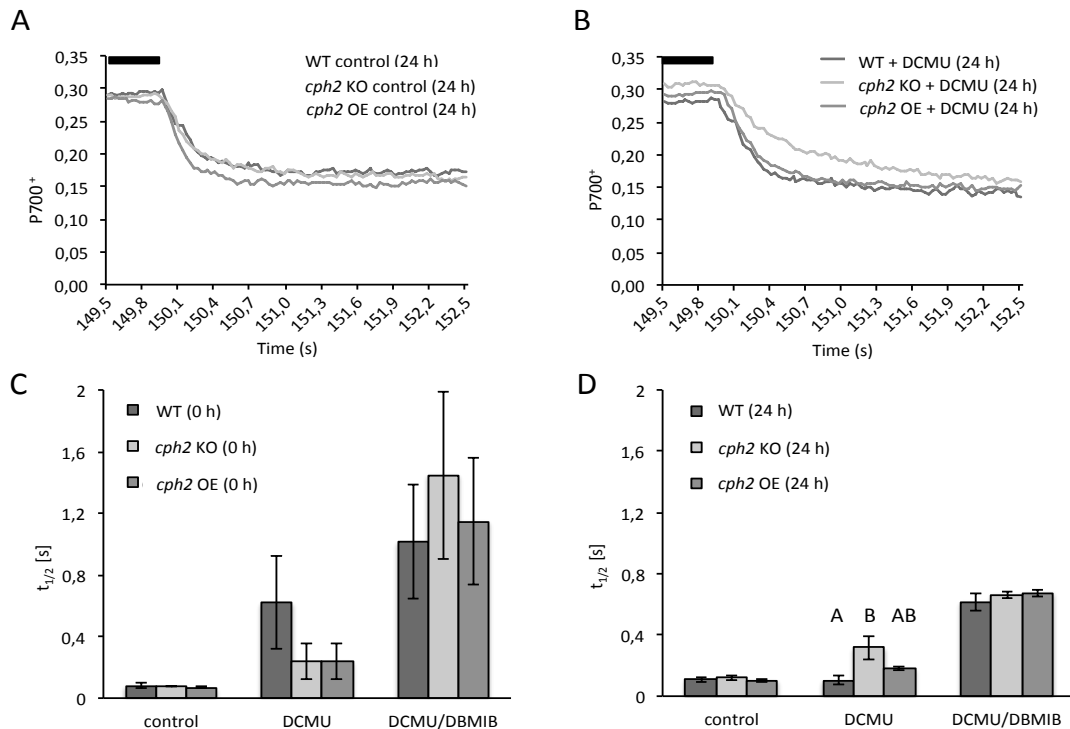 A
0,35
0,30
0,25
0,20
0,15
0,10
0,05
0,00
P700+
WT control (24 h)
cph2 KO control (24 h)
cph2 OE control (24 h)
149,5
149,8
150,1
150,4
150,7
151,0
151,3
151,6
151,9
152,2
152,5
Time (s)
B
0,35
0,30
0,25
0,20
0,15
0,10
0,05
0,00
P700+
WT + DCMU (24 h)
cph2 KO + DCMU (24 h)
cph2 OE + DCMU (24 h)
149,5
149,8
150,1
150,4
150,7
151,0
151,3
151,6
151,9
152,2
152,5
Time (s)
C
2
1,6
1,2
0,8
0,4
0
t1/2 [s]
WT (0 h)
cph2 KO (0 h)
cph2 OE (0 h)
control
DCMU
DCMU/DBMIB
D
2
1,6
1,2
0,8
0,4
0
t1/2 [s]
WT (24 h)
cph2 KO (24 h)
cph2 OE (24 h)
A B AB
control
DCMU
DCMU/DBMIB